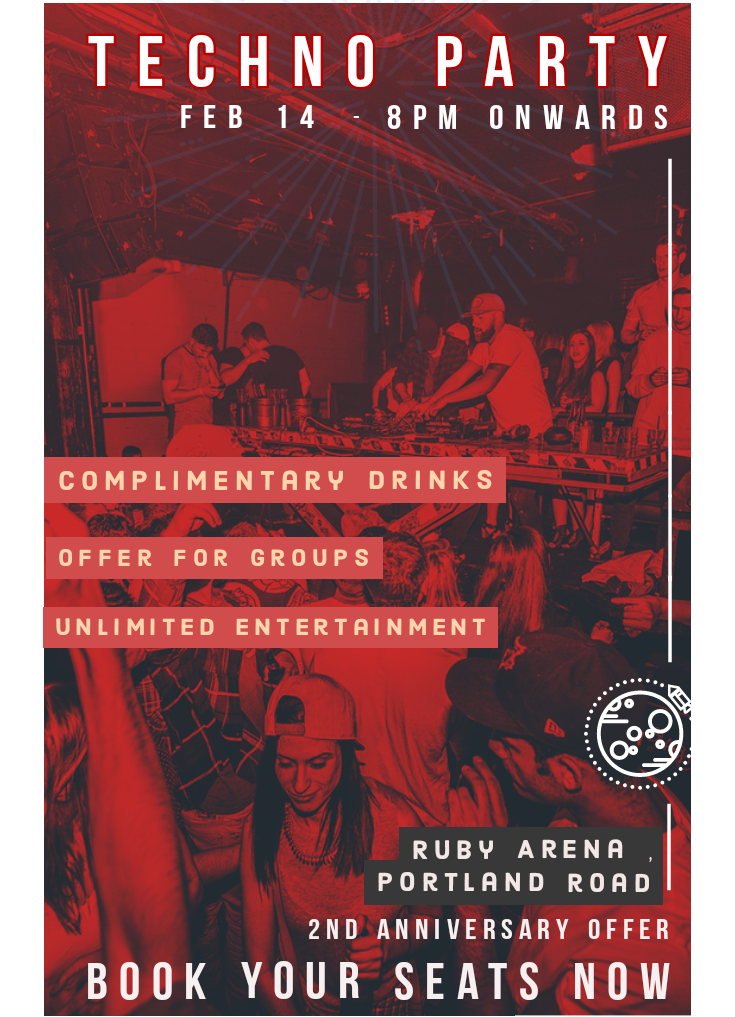 TECHNO PARTY
FEB 14 - 8PM ONWARDS
COMPLIMENTARY DRINKS
OFFER FOR GROUPS
UNLIMITED ENTERTAINMENT
RUBY ARENA ,
PORTLAND ROAD
2ND ANNIVERSARY OFFER
BOOK YOUR SEATS NOW